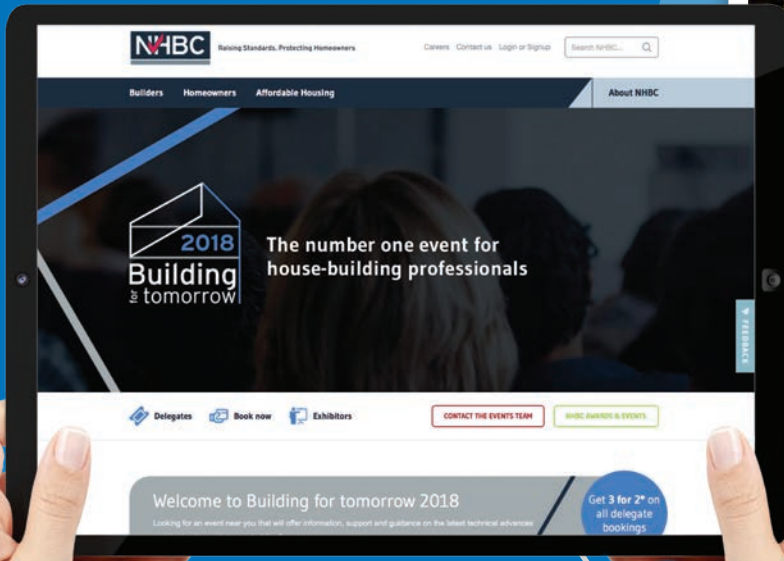 NHBC
Raising Standards, Protecting Homeowners
Careers Contact us Login or Signup
Search NHBC...
Builders Homeowners Affordable Housing
About NHBC
2018
Building
for tomorrow
The number one event for
house-building professionals
FEEDBACK
Delegates Book now Exhibitors
CONTACT THE EVENTS TEAM
NHBC AWARDS & EVENTS
Welcome to Building for tomorrow 2018
Looking for an event near you that will offer information, support and guidance on the latest technical advances
Get 3 for 2* on
all delegate
bookings